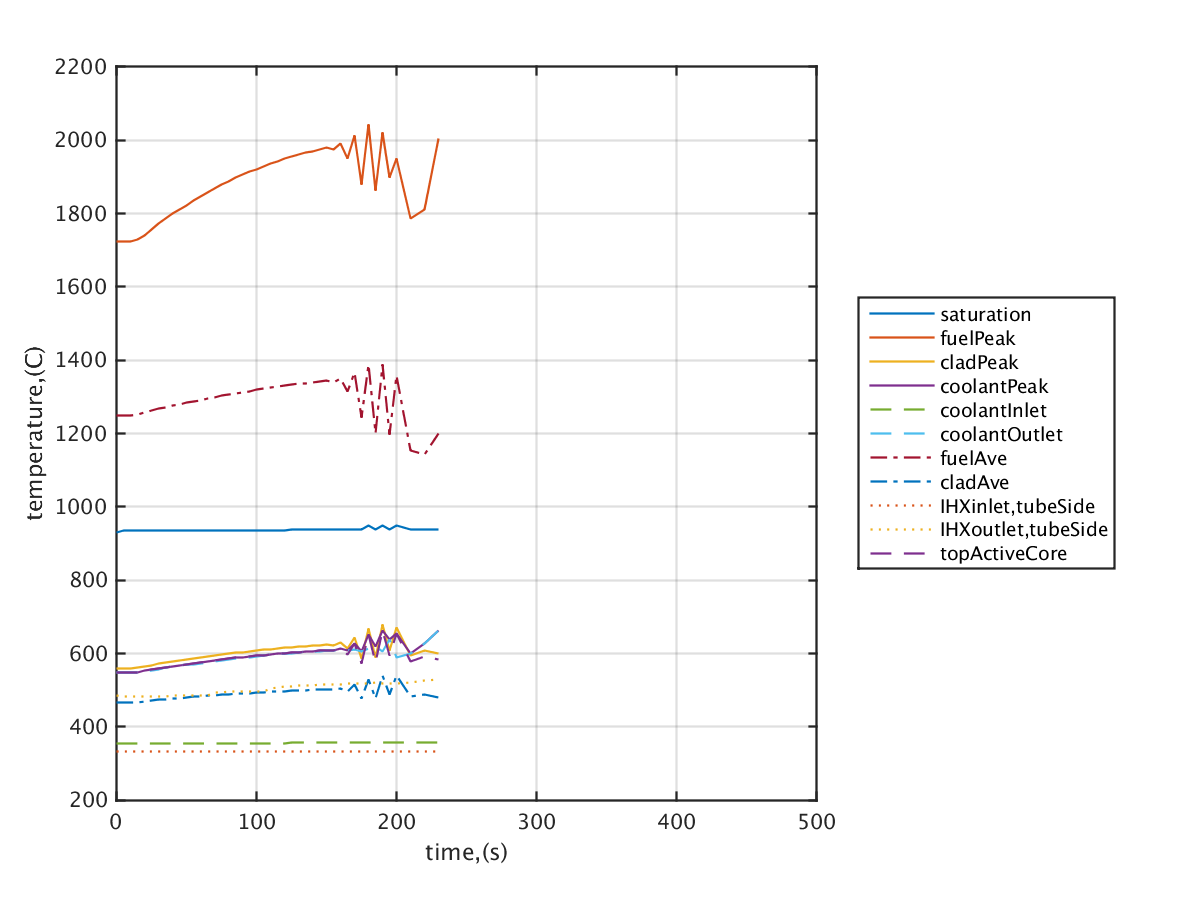 2200
2000
1800
1600
1400
1200
1000
800
600
400
200
temperature,(C)
0 100 200 300 400 500
time,(s)
saturation
fuelPeak
cladPeak
coolantPeak
coolantInlet
coolantOutlet
fuelAve
cladAve
IHXinlet,tubeSide
IHXoutlet,tubeSide
topActiveCore